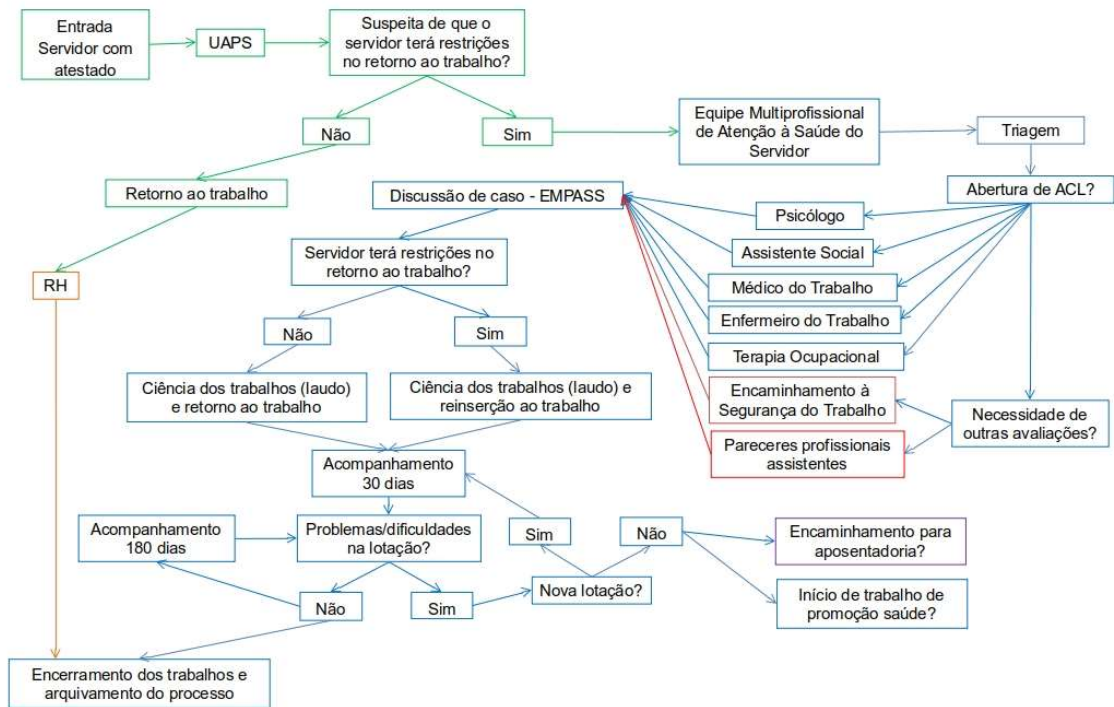 Entrada
Servidor com
atestado
UAPS
Suspeita de que o
servidor terá restrições
no retorno ao trabalho?
Não
Sim
Equipe Multiprofissional
de Atenção à Saúde do
Servidor
Triagem
Retorno ao trabalho
Discussão de caso - EMPASS
Abertura de ACL?
Psicólogo
Assistente Social
Médico do Trabalho
Enfermeiro do Trabalho
Terapia Ocupacional
Encaminhamento à
Segurança do Trabalho
Pareceres profissionais
assistentes
Necessidade de
outras avaliações?
RH
Servidor terá restrições no
retorno ao trabalho?
Não
Sim
Ciência dos trabalhos (laudo)
e retorno ao trabalho
Ciência dos trabalhos (laudo) e
reinserção ao trabalho
Acompanhamento
30 dias
Acompanhamento
180 dias
Problemas/dificuldades
na lotação?
Sim
Não
Encaminhamento para
aposentadoria?
Não
Sim
Nova lotação?
Início de trabalho de
promoção saúde?
Encerramento dos trabalhos e
arquivamento do processo